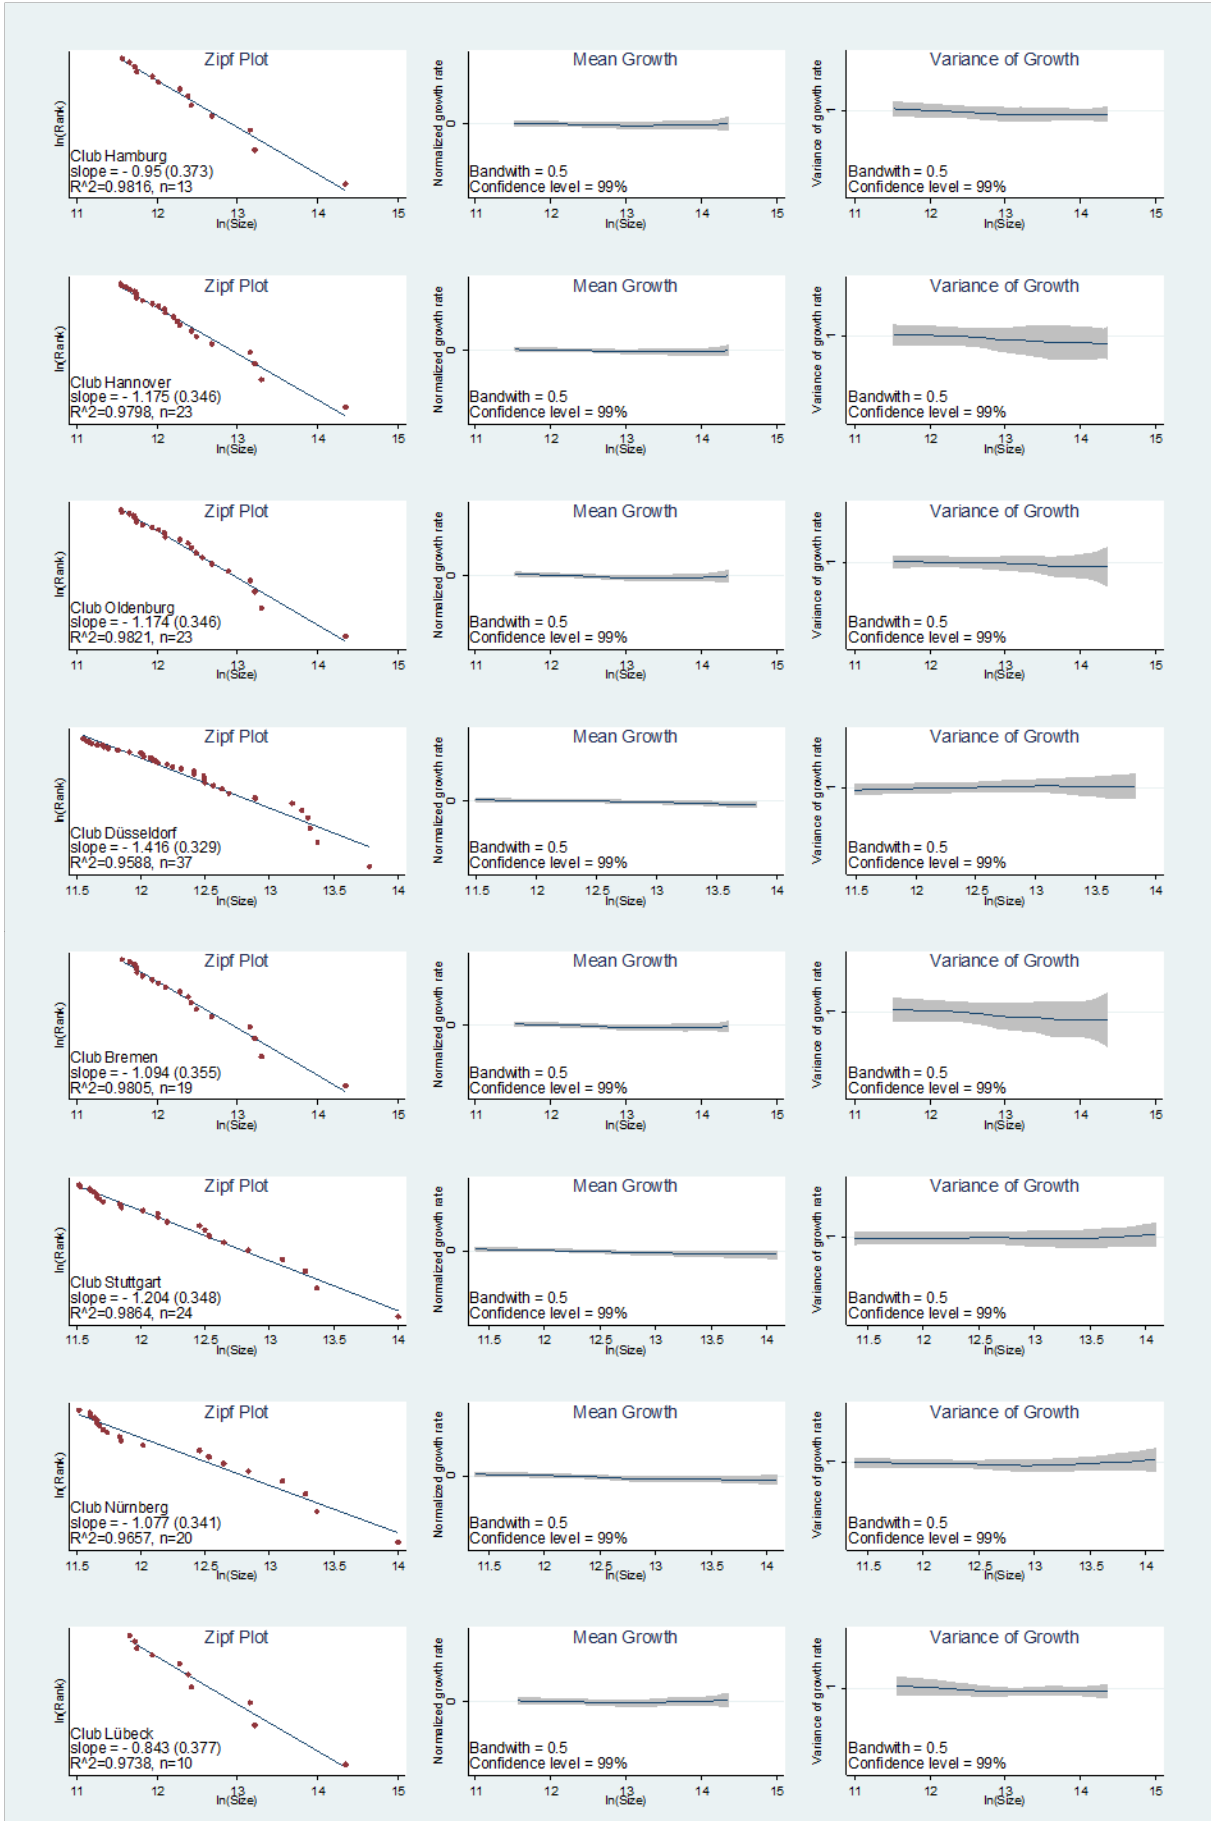 Zipf Plot
ln(Rank)
Club Hamburg
slope = - 0.95 (0.373)
R^2=0.9816, n=13
11 12 13 14 15
ln(Size)
Mean Growth
Normalized growth rate
0
Bandwith = 0.5
Confidence level = 99%
11 12 13 14 15
ln(Size)
Variance of Growth
Variance of growth rate
1
Bandwith = 0.5
Confidence level = 99%
11 12 13 14 15
ln(Size)
Zipf Plot
ln(Rank)
Club Hannover
slope = - 1.175 (0.346)
R^2=0.9798, n=23
11 12 13 14 15
ln(Size)
Mean Growth
Normalized growth rate
0
Bandwith = 0.5
Confidence level = 99%
11 12 13 14 15
ln(Size)
Variance of Growth
Variance of growth rate
1
Bandwith = 0.5
Confidence level = 99%
11 12 13 14 15
ln(Size)
Zipf Plot
ln(Rank)
Club Oldenburg
slope = - 1.174 (0.346)
R^2=0.9821, n=23
11 12 13 14 15
ln(Size)
Mean Growth
Normalized growth rate
0
Bandwith = 0.5
Confidence level = 99%
11 12 13 14 15
ln(Size)
Variance of Growth
Variance of growth rate
1
Bandwith = 0.5
Confidence level = 99%
11 12 13 14 15
ln(Size)
Zipf Plot
ln(Rank)
Club Düsseldorf
slope = - 1.416 (0.329)
R^2=0.9588, n=37
11.5 12 12.5 13 13.5 14
ln(Size)
Mean Growth
Normalized growth rate
0
Bandwith = 0.5
Confidence level = 99%
11.5 12 12.5 13 13.5 14
ln(Size)
Variance of Growth
Variance of growth rate
1
Bandwith = 0.5
Confidence level = 99%
11.5 12 12.5 13 13.5 14
ln(Size)
Zipf Plot
ln(Rank)
Club Bremen
slope = - 1.094 (0.355)
R^2=0.9805, n=19
11 12 13 14 15
ln(Size)
Mean Growth
Normalized growth rate
0
Bandwith = 0.5
Confidence level = 99%
11 12 13 14 15
ln(Size)
Variance of Growth
Variance of growth rate
1
Bandwith = 0.5
Confidence level = 99%
11 12 13 14 15
ln(Size)
Zipf Plot
ln(Rank)
Club Stuttgart
slope = - 1.204 (0.348)
R^2=0.9864, n=24
11.5 12 12.5 13 13.5 14
ln(Size)
Mean Growth
Normalized growth rate
0
Bandwith = 0.5
Confidence level = 99%
11.5 12 12.5 13 13.5 14
ln(Size)
Variance of Growth
Variance of growth rate
1
Bandwith = 0.5
Confidence level = 99%
11.5 12 12.5 13 13.5 14
ln(Size)
Zipf Plot
ln(Rank)
Club Nürnberg
slope = - 1.077 (0.341)
R^2=0.9657, n=20
11.5 12 12.5 13 13.5 14
ln(Size)
Mean Growth
Normalized growth rate
0
Bandwith = 0.5
Confidence level = 99%
11.5 12 12.5 13 13.5 14
ln(Size)
Variance of Growth
Variance of growth rate
1
Bandwith = 0.5
Confidence level = 99%
11.5 12 12.5 13 13.5 14
ln(Size)
Zipf Plot
ln(Rank)
Club Lübeck
slope = - 0.843 (0.377)
R^2=0.9738, n=10
11 12 13 14 15
ln(Size)
Mean Growth
Normalized growth rate
0
Bandwith = 0.5
Confidence level = 99%
11 12 13 14 15
ln(Size)
Variance of Growth
Variance of growth rate
1
Bandwith = 0.5
Confidence level = 99%
11 12 13 14 15
ln(Size)